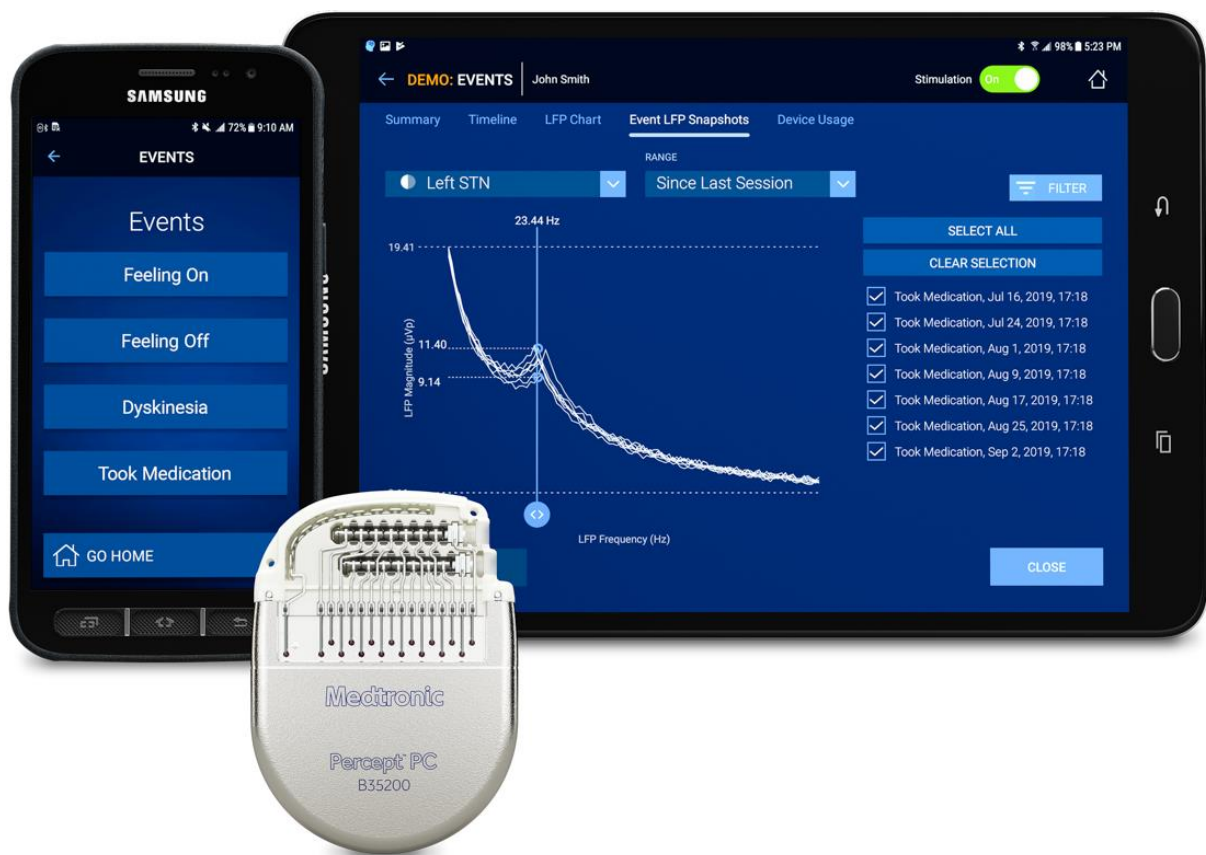 SAMSUNG
72% 9:10 AM
EVENTS
Events
Feeling On
Feeling Off
Dyskinesia
Took Medication
GO HOME
SAMSUNG
98% 5:23 PM
DEMO: EVENTS John Smith Stimulation On
Summary Timeline LFP Chart Event LFP Snapshots Device Usage
RANGE
Left STN Since Last Session FILTER
23.44 Hz
SELECT ALL
19.41
CLEAR SELECTION
Took Medication, Jul 16, 2019, 17:18
Took Medication, Jul 24, 2019, 17:18
Took Medication, Aug 1, 2019, 17:18
Took Medication, Aug 9, 2019, 17:18
Took Medication, Aug 17, 2019, 17:18
Took Medication, Aug 25, 2019, 17:18
Took Medication, Sep 2, 2019, 17:18
11.40
9.14
LFP Magnitude (µVp)
LFP Frequency (Hz)
CLOSE
Medtronic
Percept™ PC
B35200